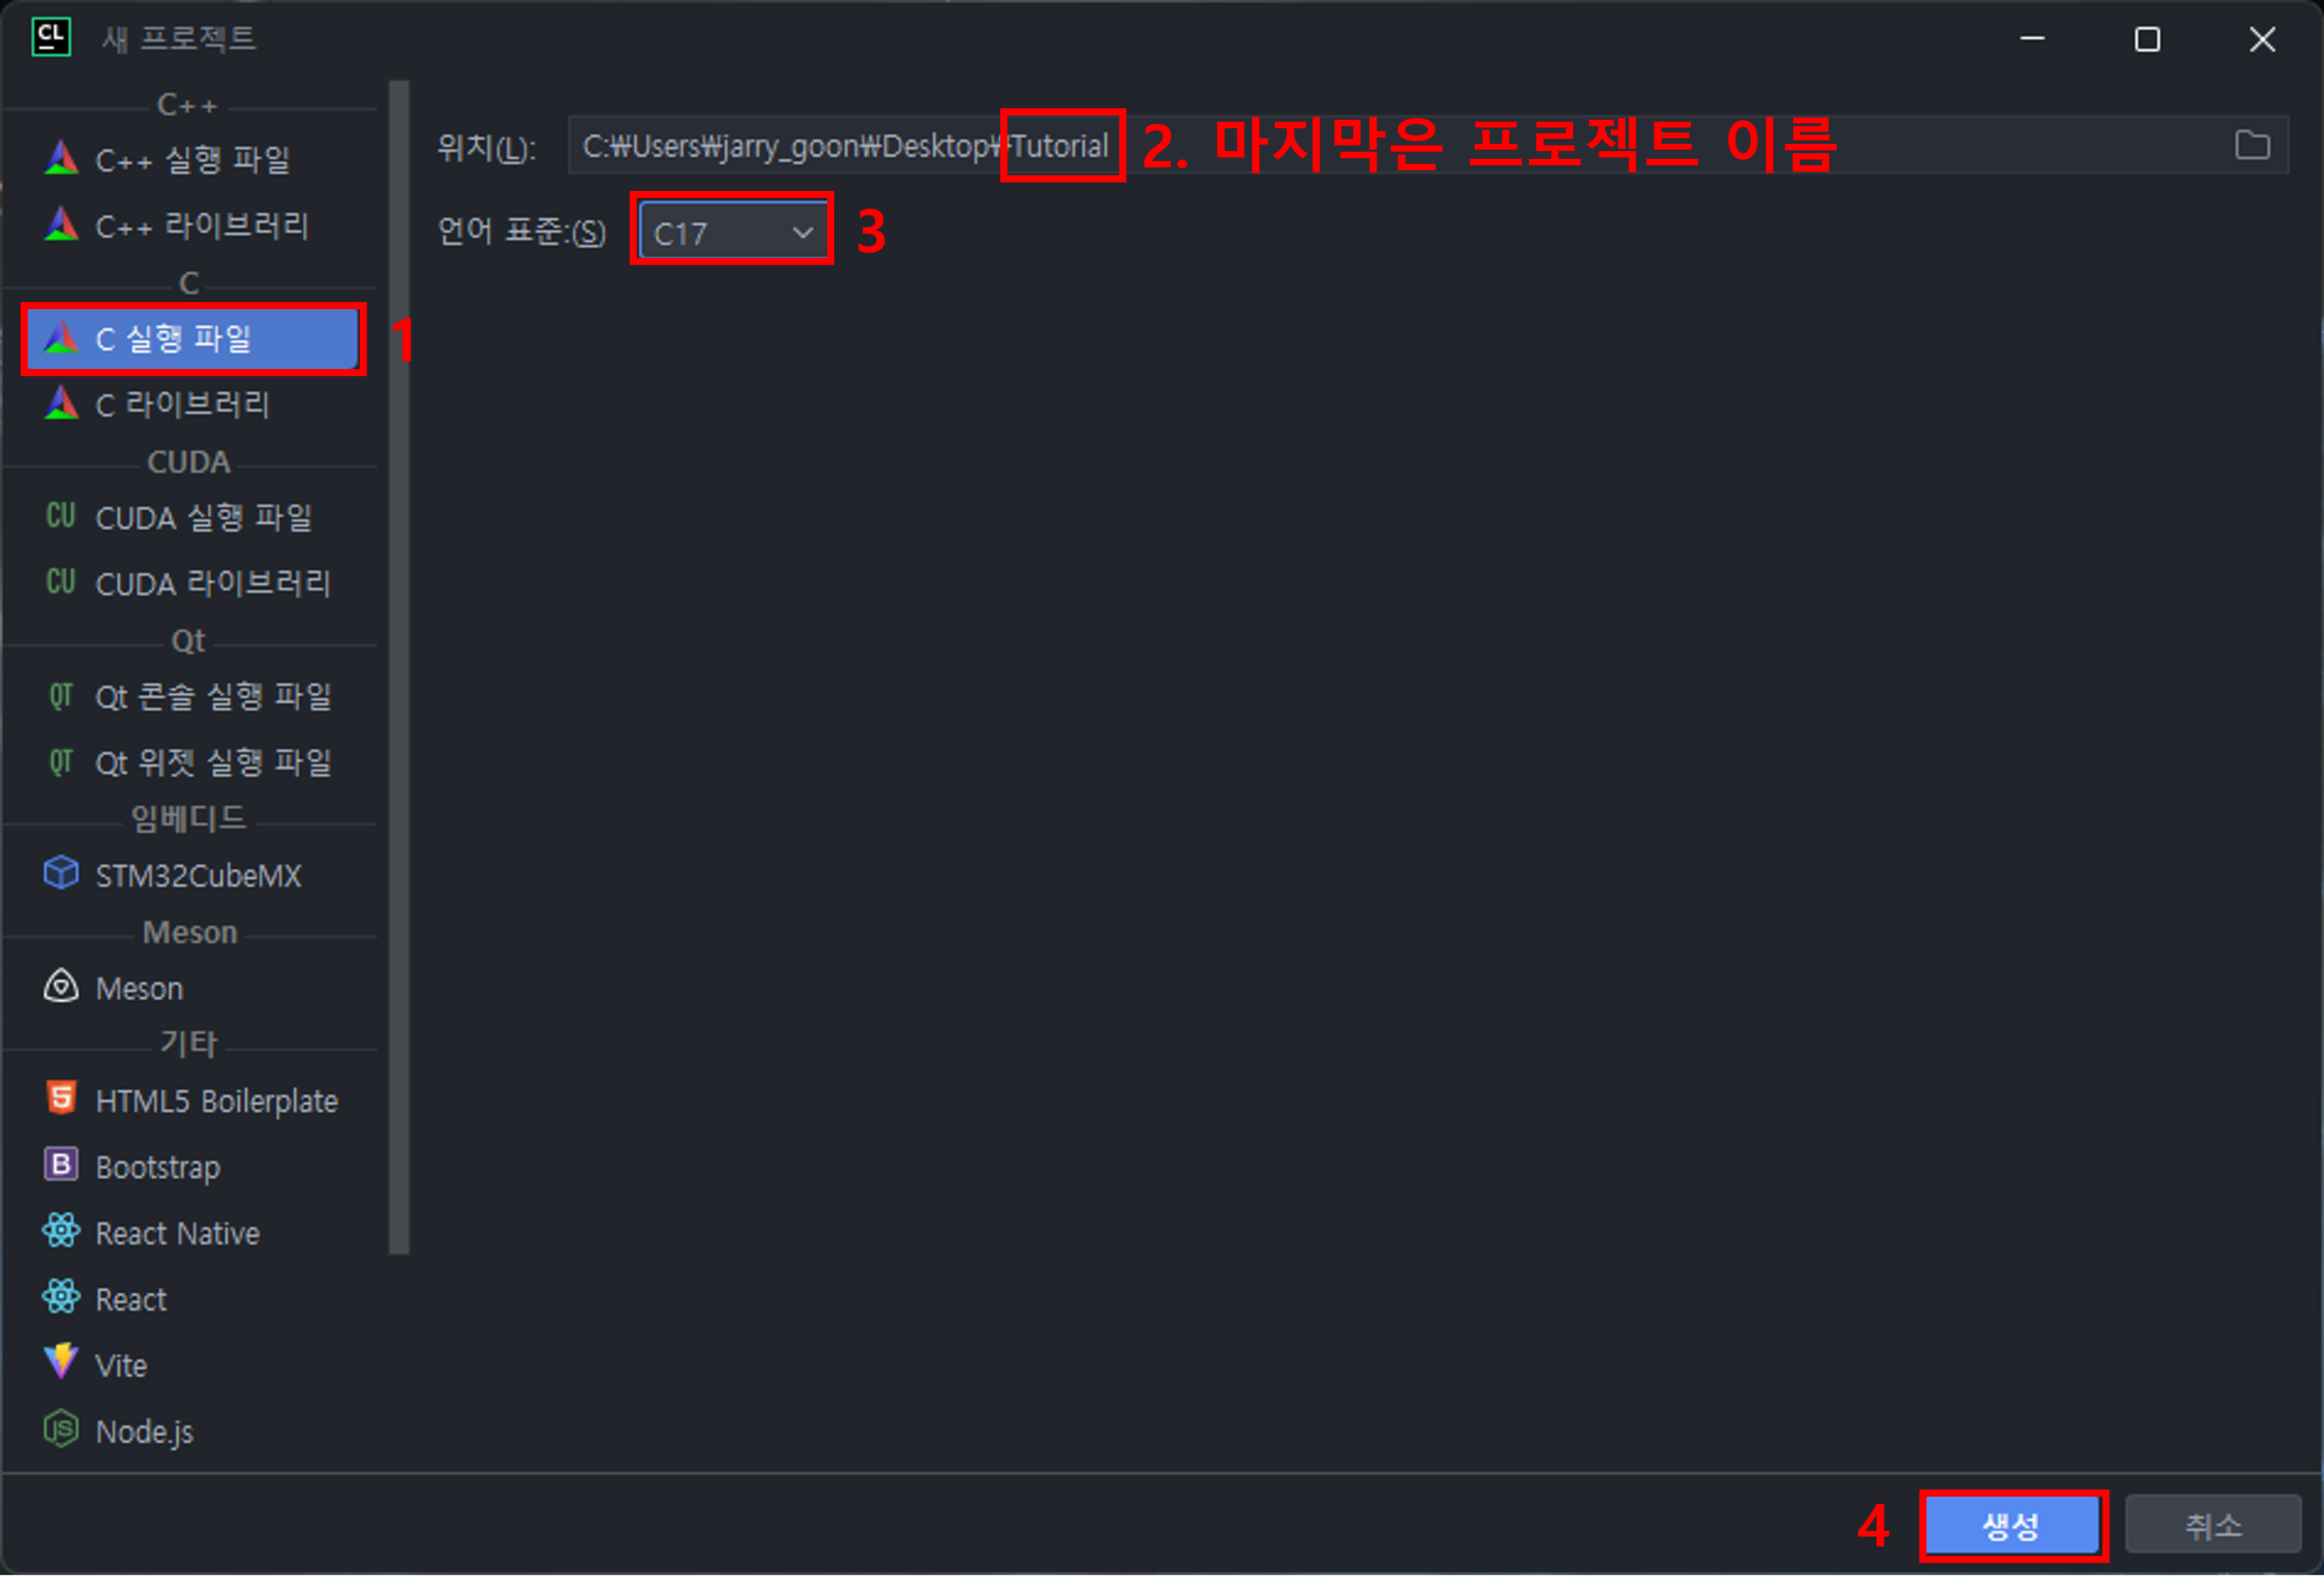 CL 새 프로젝트
C++
C++ 실행 파일
C++ 라이브러리
C
C 실행 파일
1
C 라이브러리
CUDA
CU CUDA 실행 파일
CU CUDA 라이브러리
Qt
QT Qt 콘솔 실행 파일
QT Qt 위젯 실행 파일
임베디드
STM32CubeMX
Meson
Meson
기타
5 HTML5 Boilerplate
B Bootstrap
React Native
React
Vite
JS Node.js
위치(L): C:₩Users₩jarry_goon₩Desktop₩Tutorial 2. 마지막은 프로젝트 이름
언어 표준:(S) C17 3
4 생성 취소